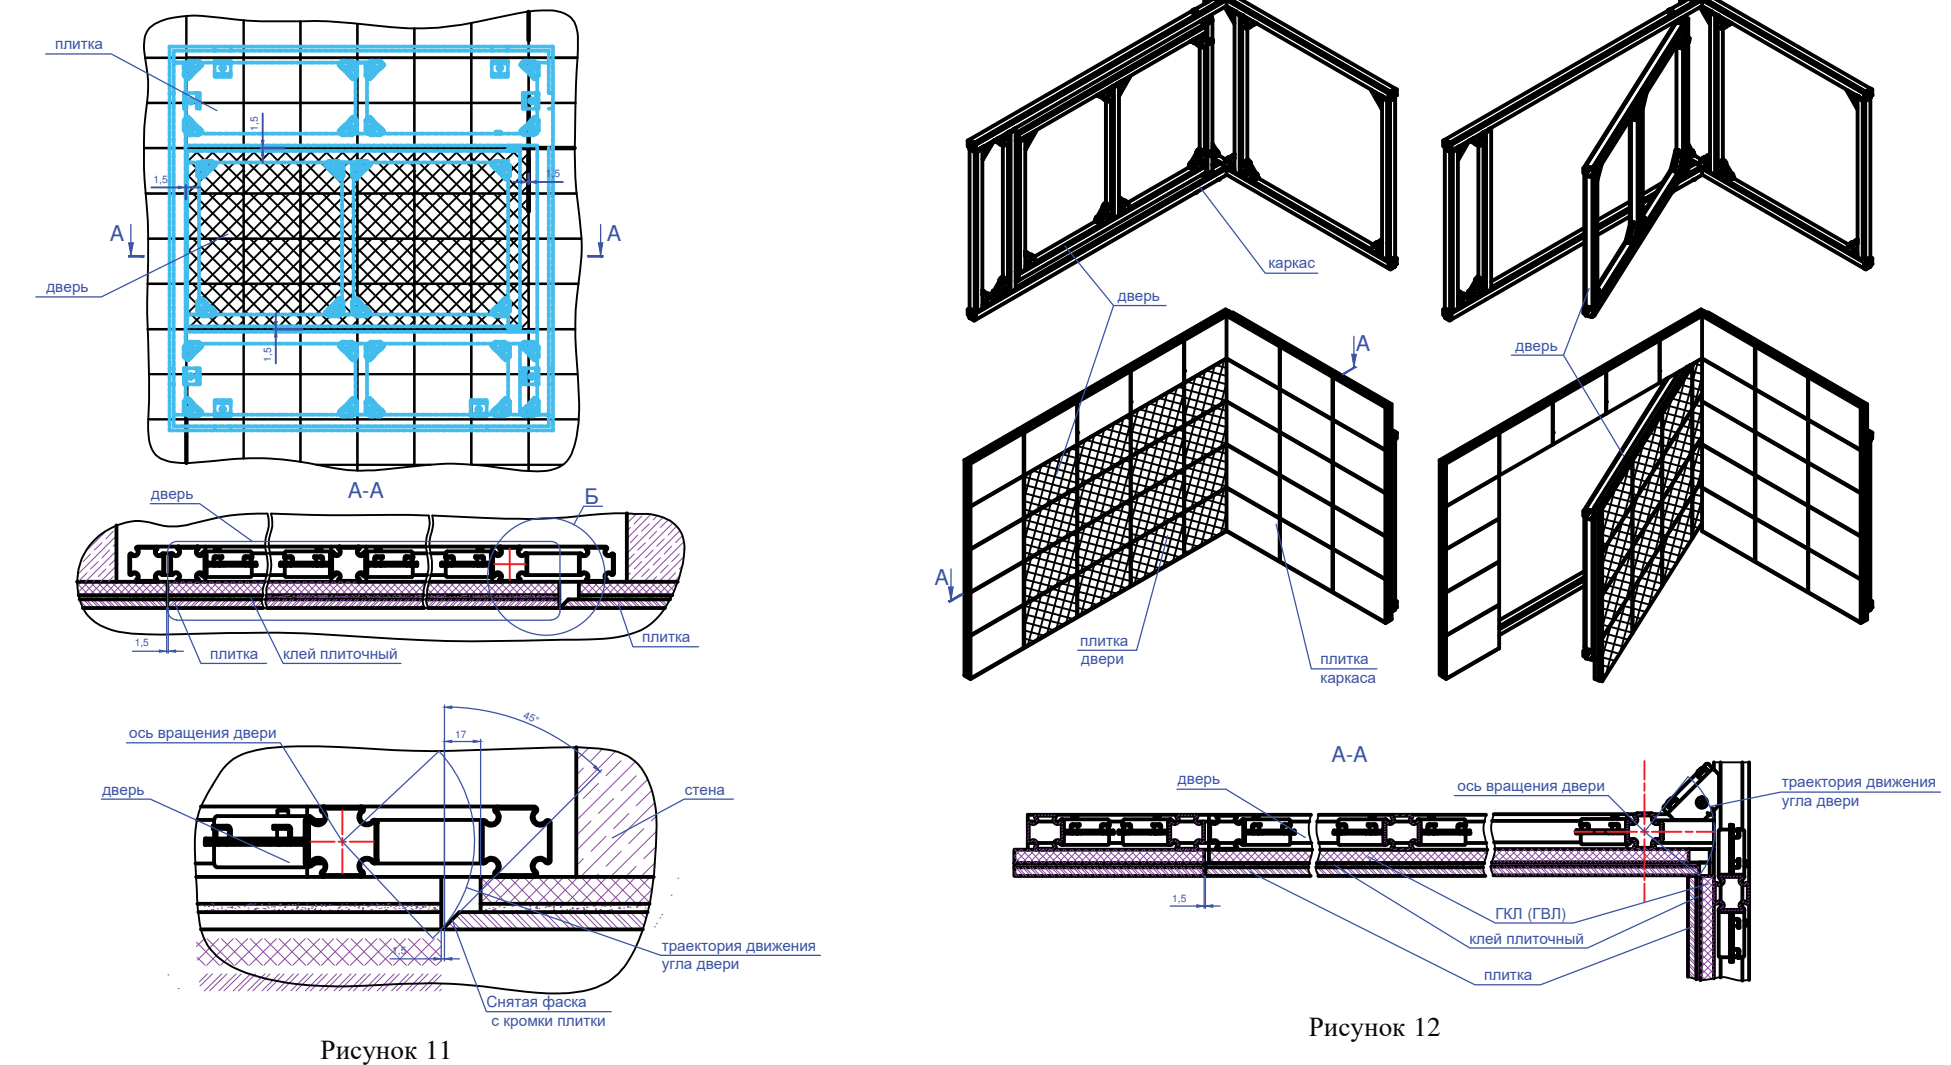 плитка
1,5
1,5
1,5
А
А
дверь
1,5
А-А
дверь
Б
1,5
плитка
клей плиточный
плитка
45°
17
ось вращения двери
дверь
стена
1,5
траектория движения
угла двери
Снятая фаска
с кромки плитки
Рисунок 11
каркас
дверь
дверь
А
А
плитка
двери
плитка
каркаса
А-А
дверь
ось вращения двери
траектория движения
угла двери
1,5
ГКЛ (ГВЛ)
клей плиточный
плитка
Рисунок 12